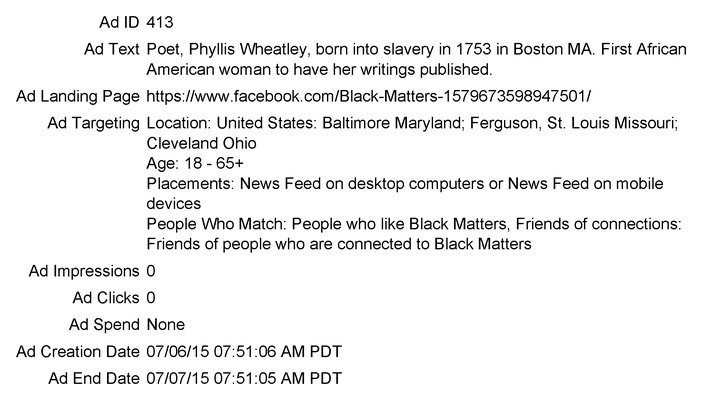 Ad ID 413
Ad Text Poet, Phyllis Wheatley, born into slavery in 1753 in Boston MA. First African
American woman to have her writings published.
Ad Landing Page https://www.facebook.com/Black-Matters-1579673598947501/
Ad Targeting Location: United States: Baltimore Maryland; Ferguson, St. Louis Missouri;
Cleveland Ohio
Age: 18 - 65+
Placements: News Feed on desktop computers or News Feed on mobile
devices
People Who Match: People who like Black Matters, Friends of connections:
Friends of people who are connected to Black Matters
Ad Impressions 0
Ad Clicks 0
Ad Spend None
Ad Creation Date 07/06/15 07:51:06 AM PDT
Ad End Date 07/07/15 07:51:05 AM PDT